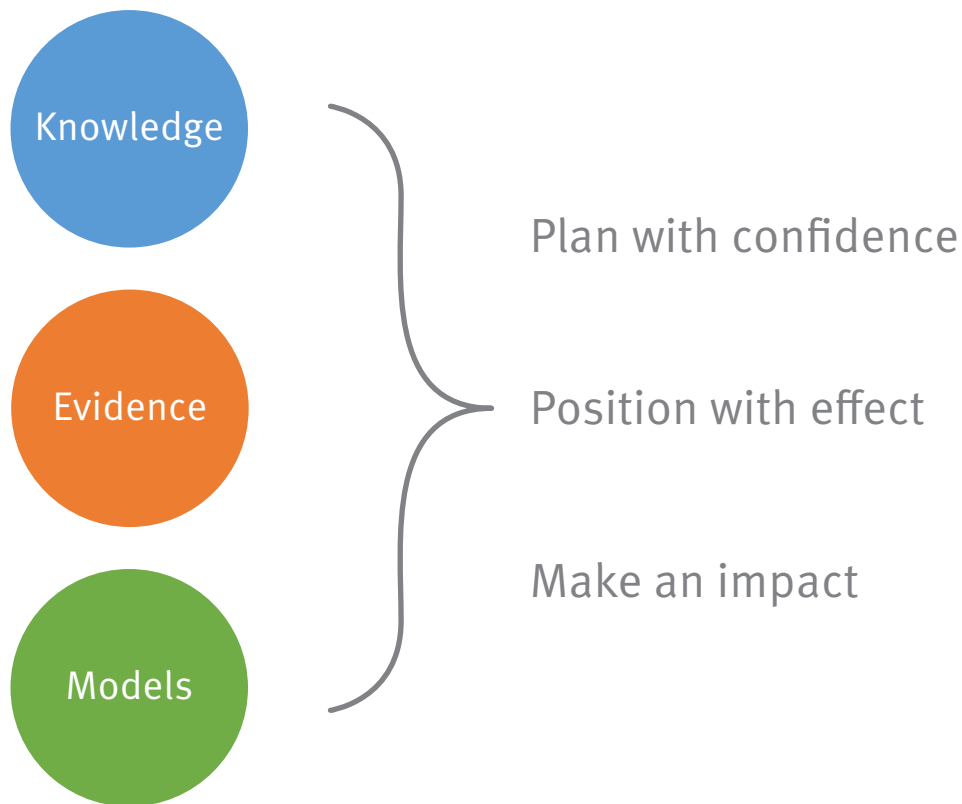 Knowledge
Evidence
Models
Plan with confidence
Position with effect
Make an impact